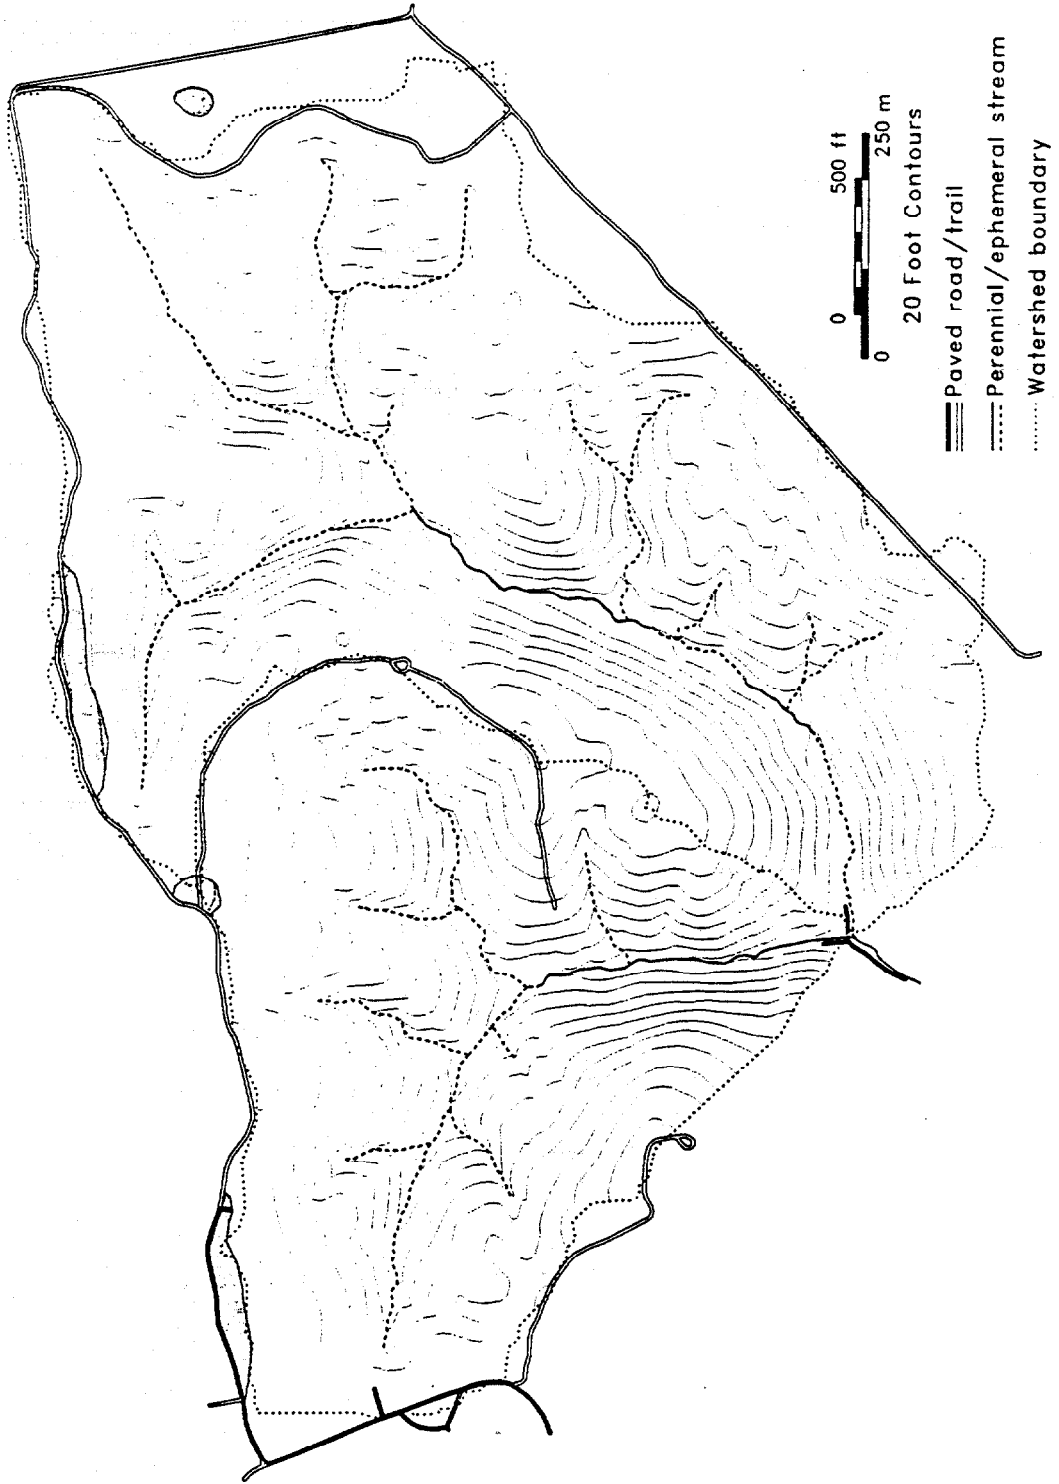 0 500 ft
0 250 m
20 Foot Contours
Paved road/trail
Perennial/ephemeral stream
Watershed boundary